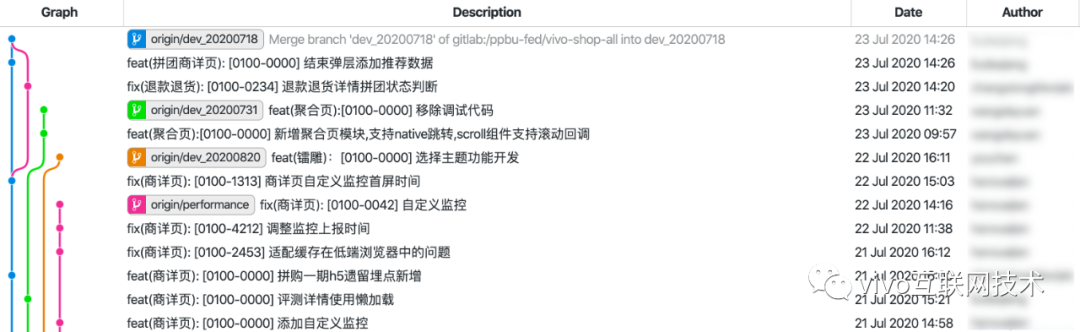 Graph Description Date Author
origin/dev_20200718 Merge branch 'dev_20200718' of gitlab:/ppbu-fed/vivo-shop-all into dev_20200718 23 Jul 2020 14:26
feat(拼团商详页): [0100-0000] 结束弹层添加推荐数据 23 Jul 2020 14:26
fix(退款退货): [0100-0234] 退款退货详情拼团状态判断 23 Jul 2020 14:20
origin/dev_20200731 feat(聚合页):[0100-0000] 移除调试代码 23 Jul 2020 11:32
feat(聚合页):[0100-0000] 新增聚合页模块,支持native跳转,scroll组件支持滚动回调 23 Jul 2020 09:57
origin/dev_20200820 feat(镭雕)：[0100-0000] 选择主题功能开发 22 Jul 2020 16:11
fix(商详页): [0100-1313] 商详页自定义监控首屏时间 22 Jul 2020 15:03
origin/performance fix(商详页): [0100-0042] 自定义监控 22 Jul 2020 14:16
fix(商详页): [0100-4212] 调整监控上报时间 22 Jul 2020 11:38
fix(商详页): [0100-2453] 适配缓存在低端浏览器中的问题 21 Jul 2020 16:12
feat(商详页): [0100-0000] 拼购一期h5遗留埋点新增 21 Jul 2020
vivo互联网技术
feat(商详页): [0100-0000] 评测详情使用懒加载 21 Jul 2020 15:21
feat(商详页): [0100-0000] 添加自定义监控 21 Jul 2020 14:58